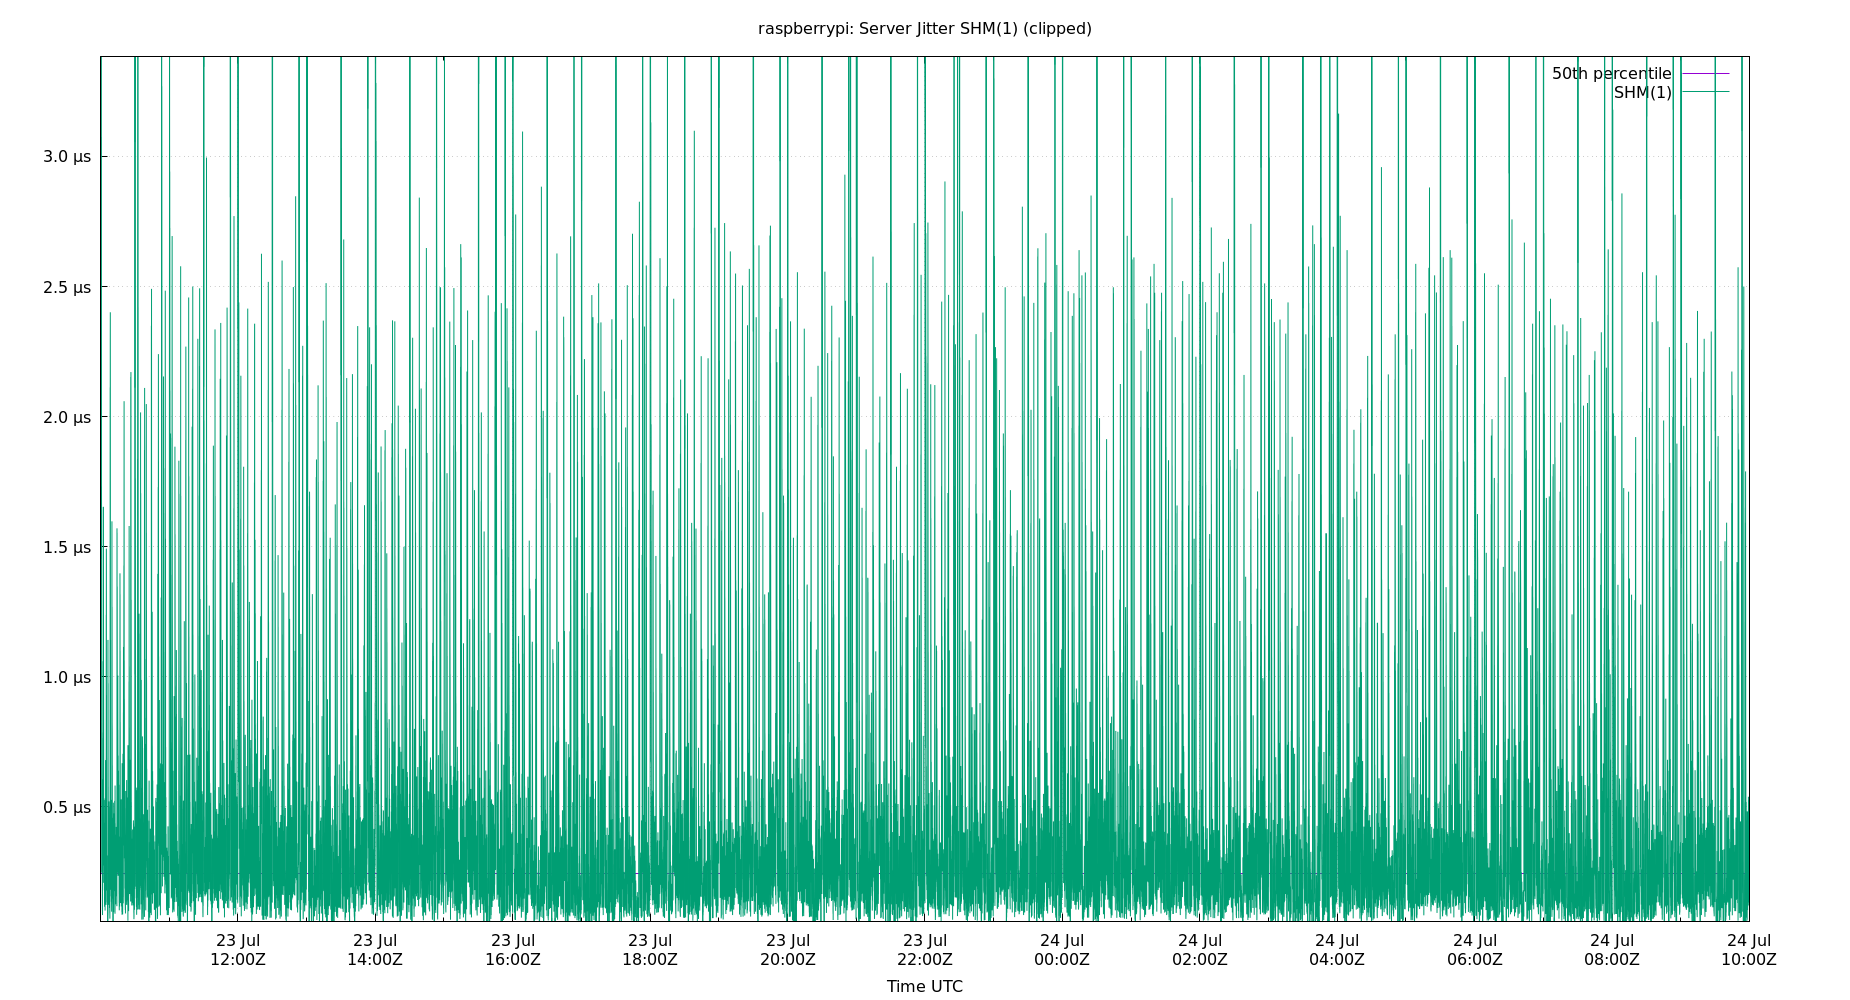 raspberrypi: Server Jitter SHM(1) (clipped)
50th percentile
SHM(1)
3.0 µs
2.5 µs
2.0 µs
1.5 µs
1.0 µs
0.5 µs
23 Jul 23 Jul 23 Jul 23 Jul 23 Jul 23 Jul 24 Jul 24 Jul 24 Jul 24 Jul 24 Jul 24 Jul
12:00Z 14:00Z 16:00Z 18:00Z 20:00Z 22:00Z 00:00Z 02:00Z 04:00Z 06:00Z 08:00Z 10:00Z
Time UTC